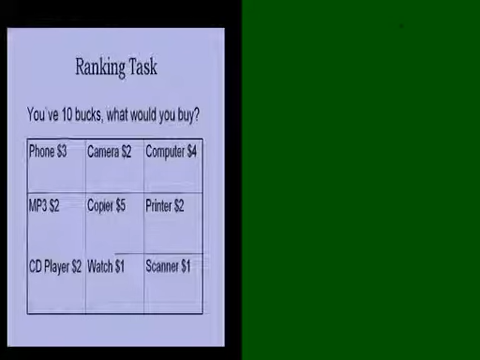 Ranking Task
You've 10 bucks, what would you buy?
Phone $3 Camera $2 Computer $4
MP3 $2 Copier $5 Printer $2
CD Player $2 Watch $1 Scanner $1